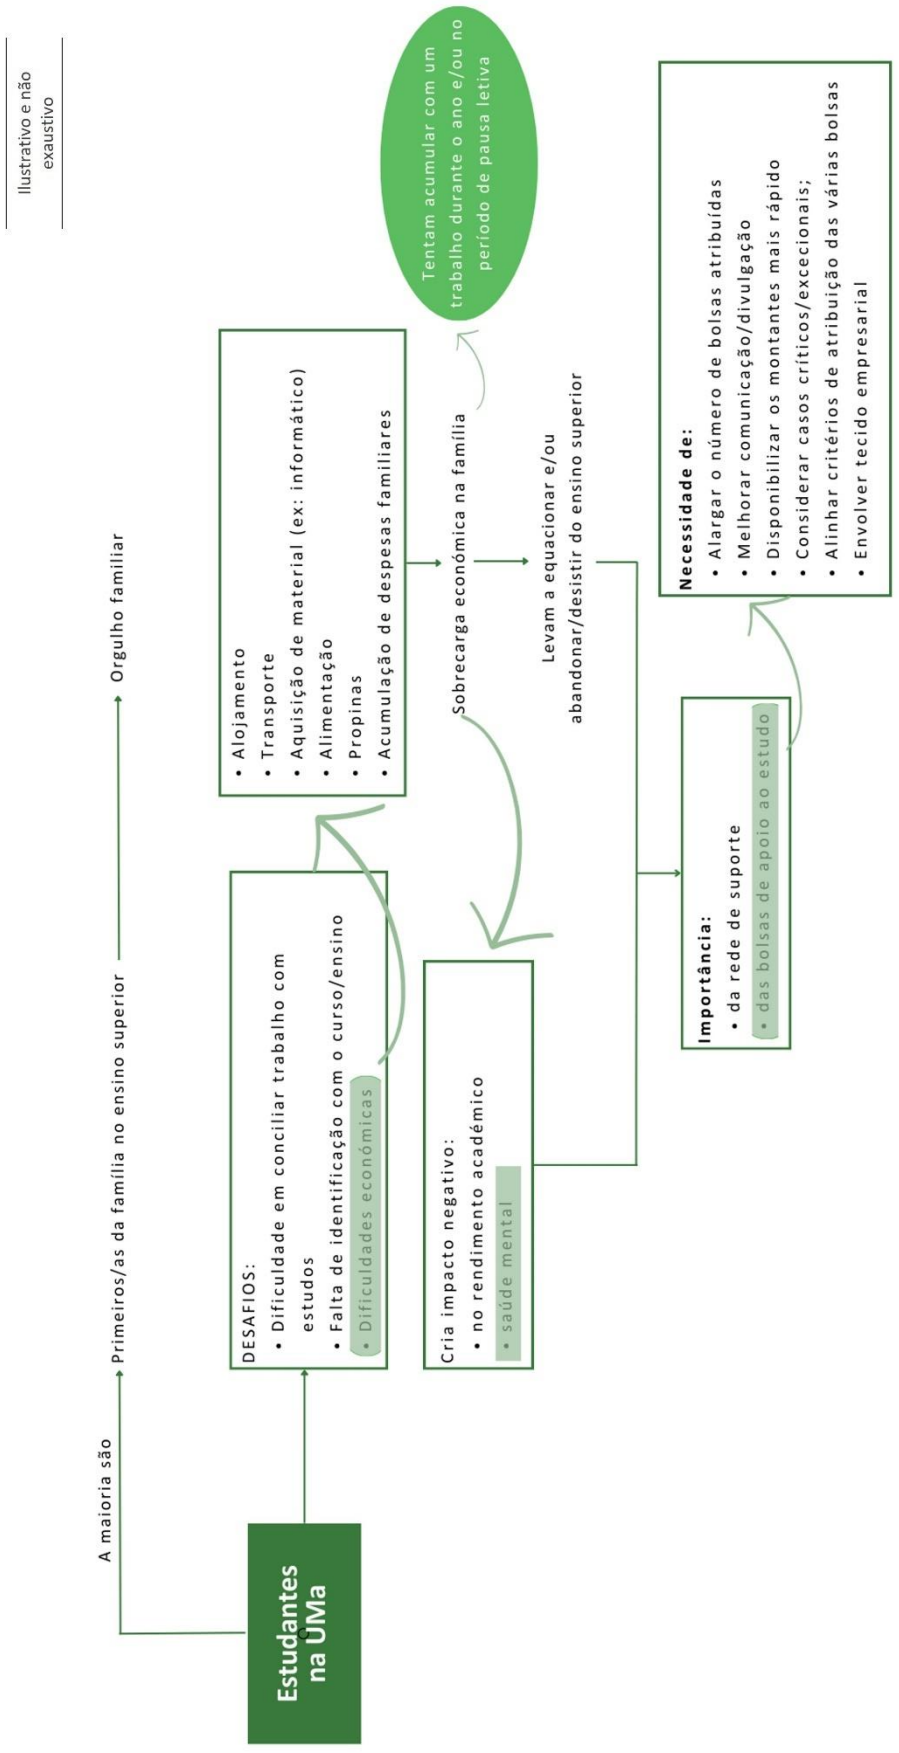 Ilustrativo e não
exaustivo
A maioria são
Primeiros/as da família no ensino superior
Orgulho familiar
Estudantes
na UMa
DESAFIOS:
• Dificuldade em conciliar trabalho com
estudos
• Falta de identificação com o curso/ensino
• Dificuldades económicas
• Alojamento
• Transporte
• Aquisição de material (ex: informático)
• Alimentação
• Propinas
• Acumulação de despesas familiares
Tentam acumular com um
trabalho durante o ano e/ou no
período de pausa letiva
Sobrecarga económica na família
Cria impacto negativo:
• no rendimento académico
• saúde mental
Levam a equacionar e/ou
abandonar/desistir do ensino superior
Importância:
• da rede de suporte
• das bolsas de apoio ao estudo
Necessidade de:
• Alargar o número de bolsas atribuídas
• Melhorar comunicação/divulgação
• Disponibilizar os montantes mais rápido
• Considerar casos críticos/excecionais;
• Alinhar critérios de atribuição das várias bolsas
• Envolver tecido empresarial